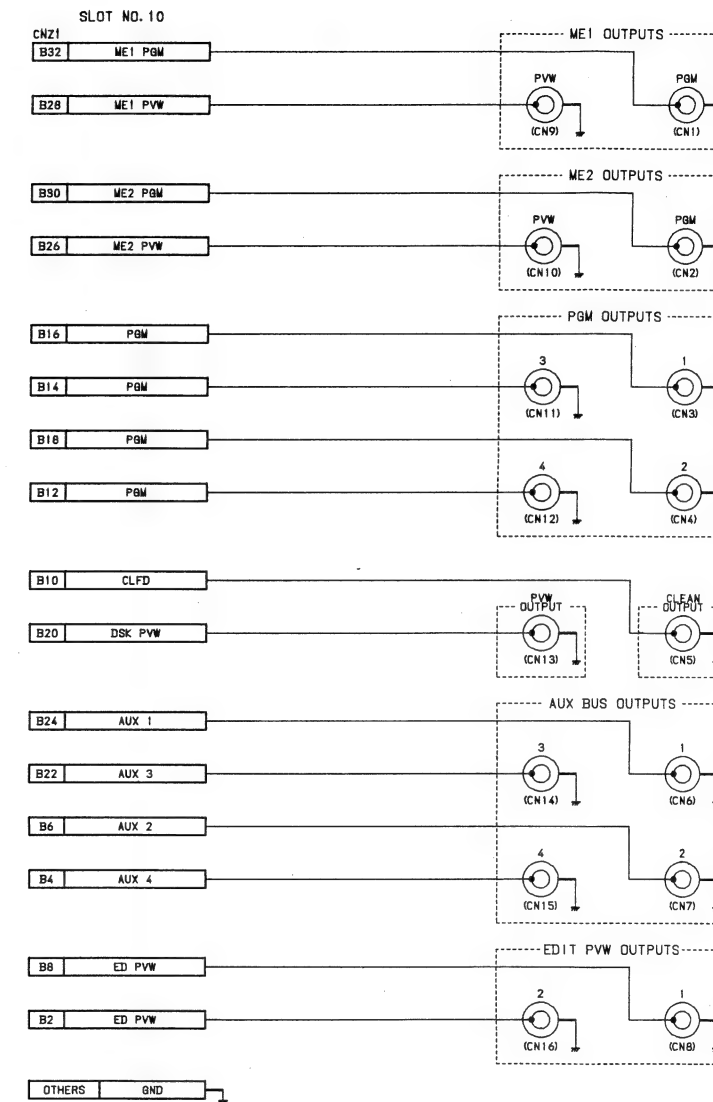 SLOT NO. 10
CNZ1
B32 ME1 PGM
ME1 OUTPUTS
PVW PGM
B28 ME1 PVW
(CN9) (CN1)
ME2 OUTPUTS
B30 ME2 PGM
PVW PGM
B26 ME2 PVW
(CN10) (CN2)
PGM OUTPUTS
B16 PGM
3 1
B14 PGM
(CN11) (CN3)
B18 PGM
4 2
B12 PGM
(CN12) (CN4)
B10 CLFD
PVW OUTPUT
CLEAN OUTPUT
B20 DSK PVW
(CN13) (CN5)
AUX BUS OUTPUTS
B24 AUX 1
3 1
B22 AUX 3
(CN14) (CN6)
B6 AUX 2
4 2
B4 AUX 4
(CN15) (CN7)
EDIT PVW OUTPUTS
B8 ED PVW
2 1
B2 ED PVW
(CN16) (CN8)
OTHERS GND